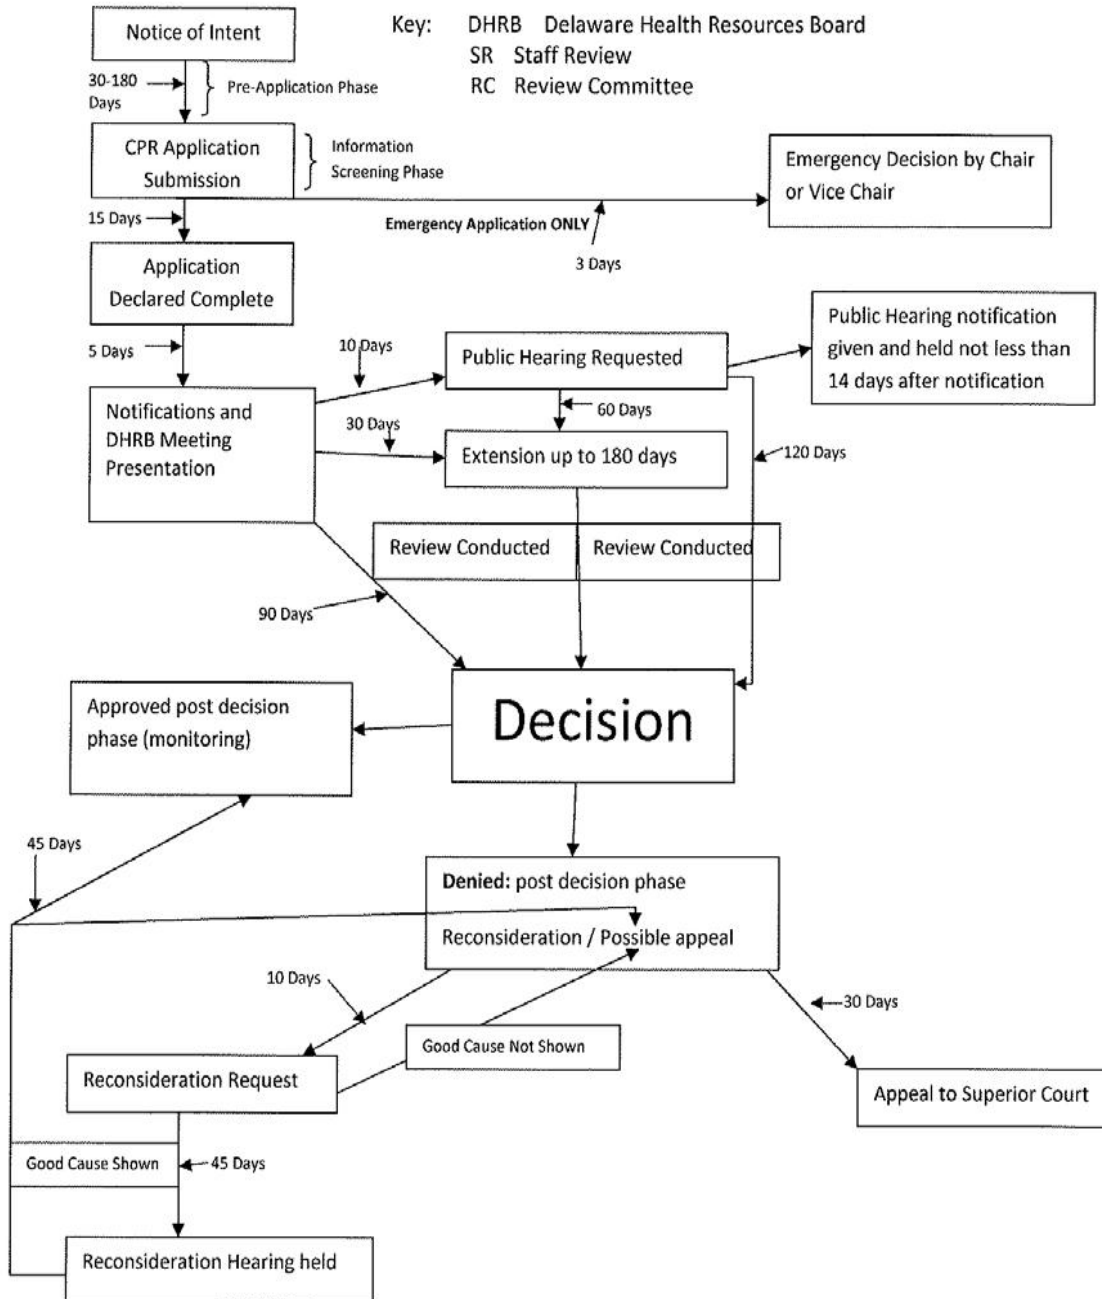 Notice of Intent
Key: DHRB Delaware Health Resources Board
SR Staff Review
RC Review Committee
30-180
Days
Pre-Application Phase
CPR Application
Submission
Information
Screening Phase
Emergency Decision by Chair
or Vice Chair
15 Days
Emergency Application ONLY
3 Days
Application
Declared Complete
5 Days
10 Days
Public Hearing Requested
Public Hearing notification
given and held not less than
14 days after notification
Notifications and
DHRB Meeting
Presentation
30 Days
60 Days
Extension up to 180 days
120 Days
Review Conducted
Review Conducted
90 Days
Decision
Approved post decision
phase (monitoring)
45 Days
Denied: post decision phase
Reconsideration / Possible appeal
10 Days
30 Days
Good Cause Not Shown
Reconsideration Request
Appeal to Superior Court
Good Cause Shown
45 Days
Reconsideration Hearing held